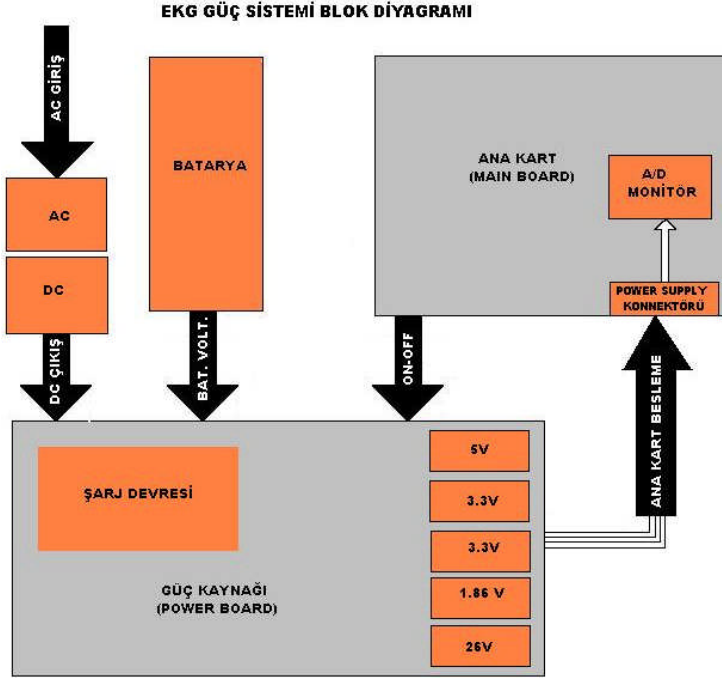 EKG GÜÇ SİSTEMİ BLOK DİYAGRAMI
AC GİRİŞ
AC
DC
DC ÇIKIŞ
BATARYA
BAT. VOLT.
ANA KART
(MAIN BOARD)
A/D
MONİTÖR
POWER SUPPLY
KONNEKTÖRÜ
ON-OFF
ANA KART BESLEME
ŞARJ DEVRESİ
GÜÇ KAYNAĞI
(POWER BOARD)
5V
3.3V
3.3V
1.86 V
26V